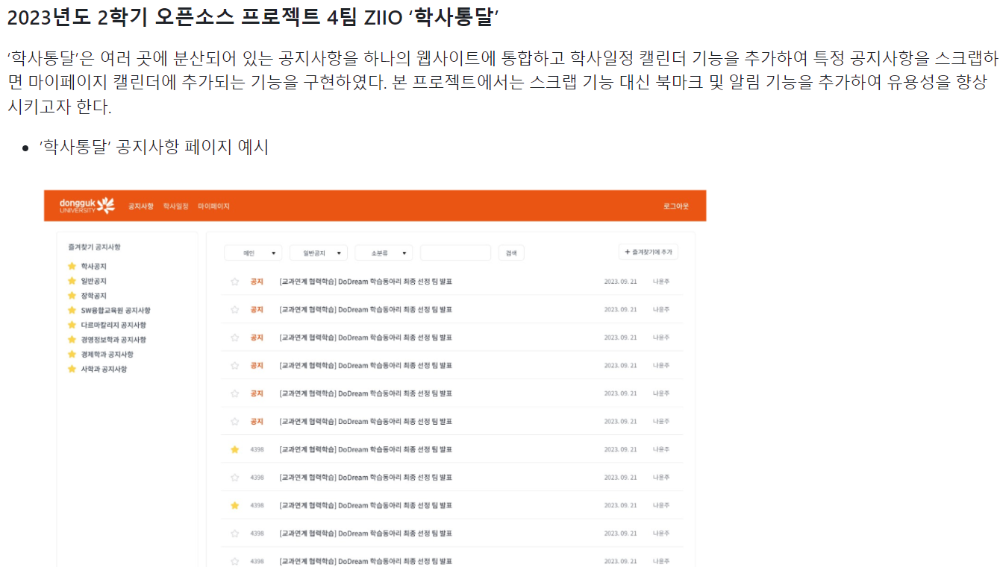 2023년도 2학기 오픈소스 프로젝트 4팀 ZIIO ‘학사통달’
‘학사통달’은 여러 곳에 분산되어 있는 공지사항을 하나의 웹사이트에 통합하고 학사일정 캘린더 기능을 추가하여 특정 공지사항을 스크랩하
면 마이페이지 캘린더에 추가되는 기능을 구현하였다. 본 프로젝트에서는 스크랩 기능 대신 북마크 및 알림 기능을 추가하여 유용성을 향상
시키고자 한다.
• ’학사통달’ 공지사항 페이지 예시
dongguk UNIVERSITY 공지사항 학사일정 마이페이지 로그아웃
즐겨찾기 공지사항
학사공지
일반공지
장학공지
SW융합교육원 공지사항
다르마칼리지 공지사항
경영정보학과 공지사항
경제학과 공지사항
사학과 공지사항
메인 ▼ 일반공지 ▼ 소분류 ▼ 검색 + 즐겨찾기에 추가
공지 [교과연계 협력학습] DoDream 학습동아리 최종 선정 팀 발표 2023. 09. 21 나윤주
공지 [교과연계 협력학습] DoDream 학습동아리 최종 선정 팀 발표 2023. 09. 21 나윤주
공지 [교과연계 협력학습] DoDream 학습동아리 최종 선정 팀 발표 2023. 09. 21 나윤주
공지 [교과연계 협력학습] DoDream 학습동아리 최종 선정 팀 발표 2023. 09. 21 나윤주
공지 [교과연계 협력학습] DoDream 학습동아리 최종 선정 팀 발표 2023. 09. 21 나윤주
공지 [교과연계 협력학습] DoDream 학습동아리 최종 선정 팀 발표 2023. 09. 21 나윤주
4398 [교과연계 협력학습] DoDream 학습동아리 최종 선정 팀 발표 2023. 09. 21 나윤주
4398 [교과연계 협력학습] DoDream 학습동아리 최종 선정 팀 발표 2023. 09. 21 나윤주
4398 [교과연계 협력학습] DoDream 학습동아리 최종 선정 팀 발표 2023. 09. 21 나윤주
4398 [교과연계 협력학습] DoDream 학습동아리 최종 선정 팀 발표 2023. 09. 21 나윤주
4398 [교과연계 협력학습] DoDream 학습동아리 최종 선정 팀 발표 2023. 09. 21 나윤주